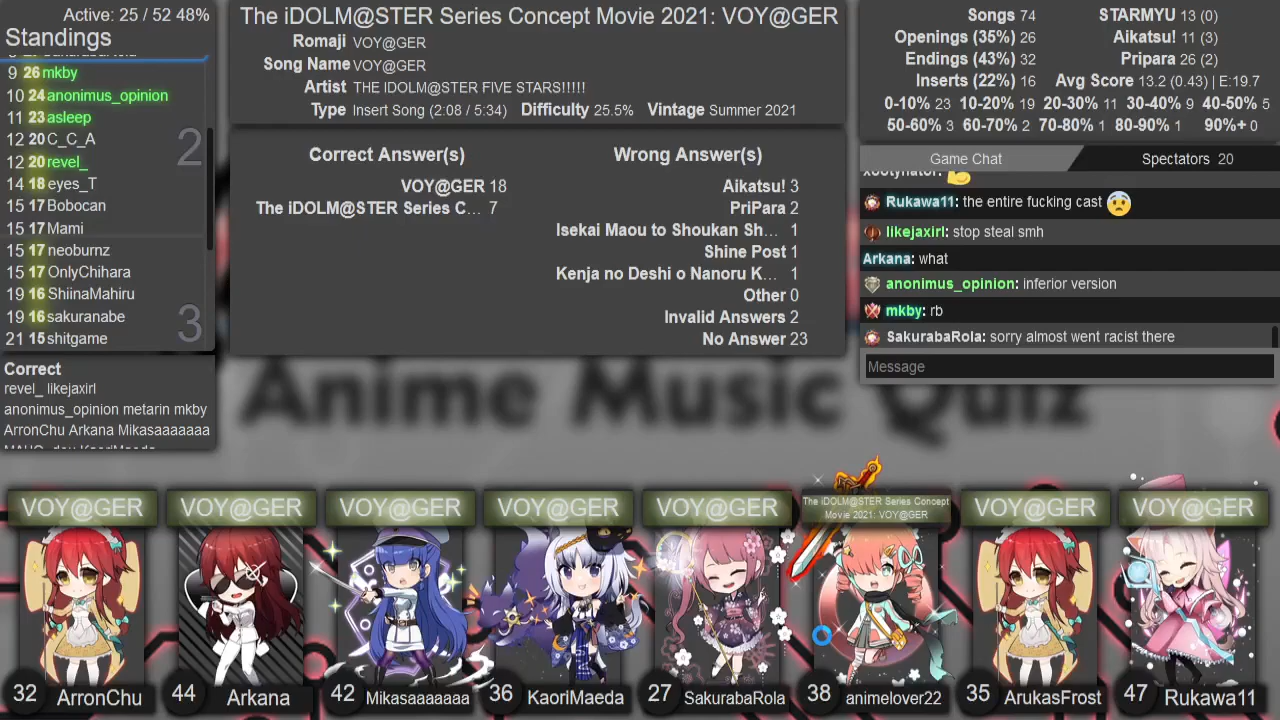 Active: 25 / 52 48%
Standings
9 26 mkby
10 24 anonimus_opinion
11 23 asleep
12 20 C_C_A
2
12 20 revel_
14 18 eyes_T
15 17 Bobocan
15 17 Mami
15 17 neoburnz
15 17 OnlyChihara
19 16 ShiinaMahiru
19 16 sakuranabe
3
21 15 shitgame
Correct
revel_ likejaxirl
anonimus_opinion metarin mkby
ArronChu Arkana Mikasaaaaaaa
The iDOLM@STER Series Concept Movie 2021: VOY@GER
Romaji VOY@GER
Song Name VOY@GER
Artist THE IDOLM@STER FIVE STARS!!!!!
Type Insert Song (2:08 / 5:34) Difficulty 25.5% Vintage Summer 2021
Correct Answer(s)
VOY@GER 18
The iDOLM@STER Series C... 7
Wrong Answer(s)
Aikatsu! 3
PriPara 2
Isekai Maou to Shoukan Sh... 1
Shine Post 1
Kenja no Deshi o Nanoru K... 1
Other 0
Invalid Answers 2
No Answer 23
Songs 74 STARMYU 13 (0)
Openings (35%) 26 Aikatsu! 11 (3)
Endings (43%) 32 Pripara 26 (2)
Inserts (22%) 16 Avg Score 13.2 (0.43) | E:19.7
0-10% 23 10-20% 19 20-30% 11 30-40% 9 40-50% 5
50-60% 3 60-70% 2 70-80% 1 80-90% 1 90%+ 0
Game Chat Spectators 20
Rukawa11: the entire fucking cast 😨
likejaxirl: stop steal smh
Arkana: what
anonimus_opinion: inferior version
mkby: rb
SakurabaRola: sorry almost went racist there
Message
Anime Music Quiz
VOY@GER VOY@GER VOY@GER VOY@GER VOY@GER The iDOLM@STER Series Concept VOY@GER VOY@GER
Movie 2021: VOY@GER
32 ArronChu 44 Arkana 42 Mikasaaaaaaa 36 KaoriMaeda 27 SakurabaRola 38 animelover22 35 ArukasFrost 47 Rukawa11